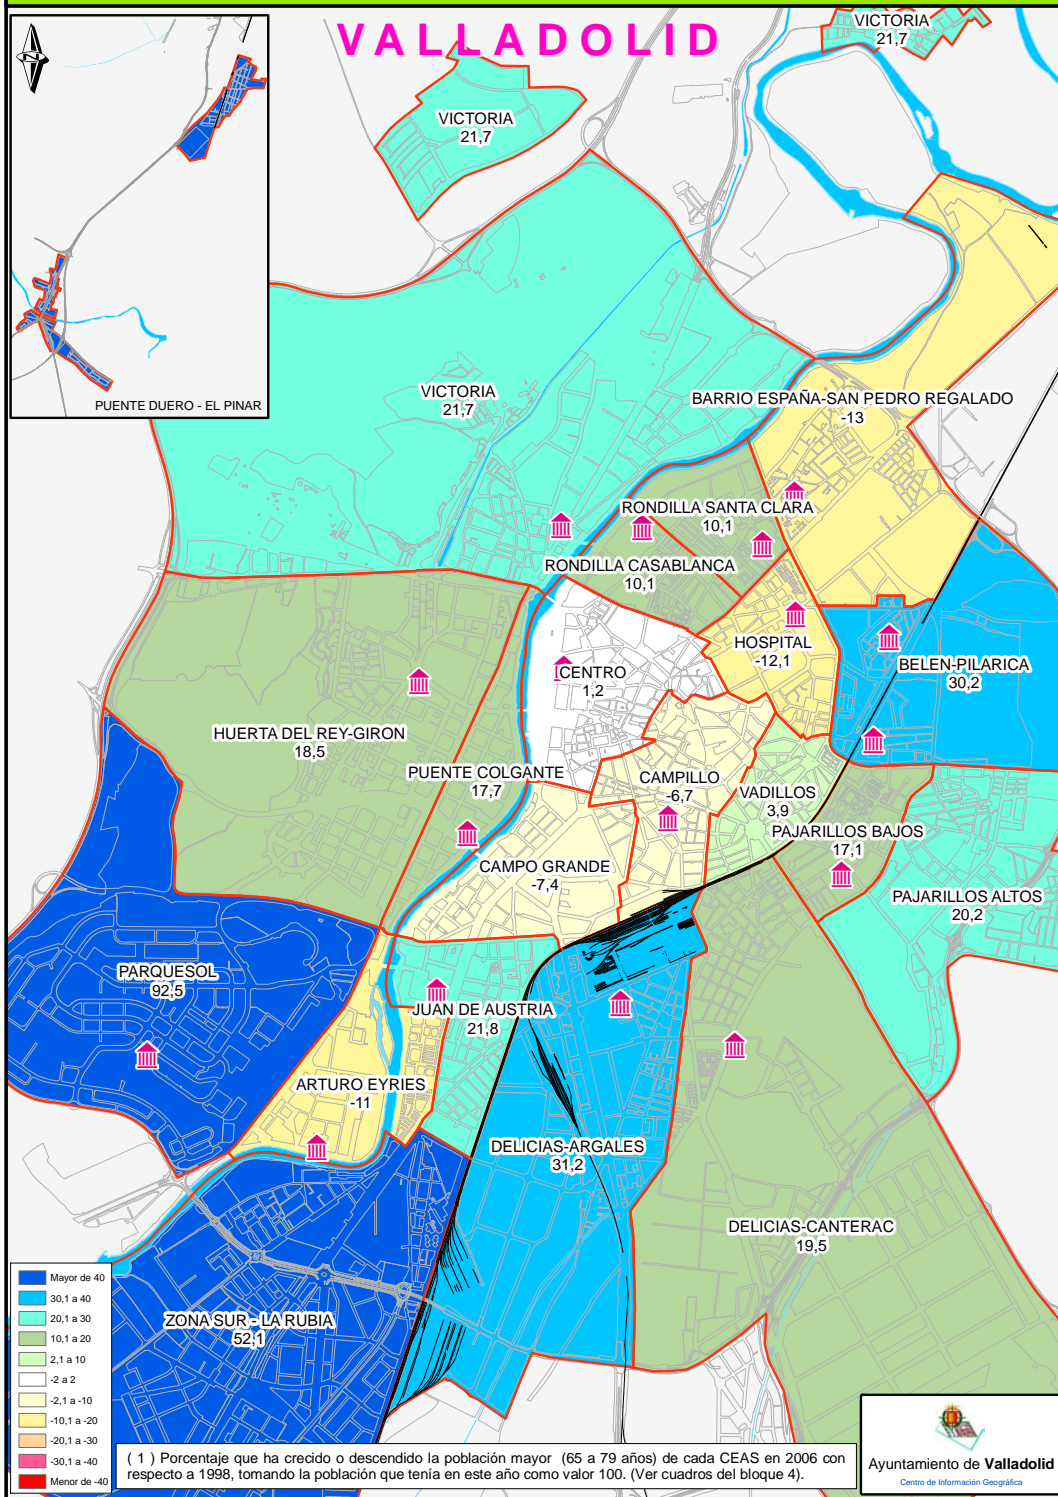 VALLADOLID
VICTORIA
21,7
VICTORIA
21,7
PUENTE DUERO - EL PINAR
VICTORIA
21,7
BARRIO ESPAÑA-SAN PEDRO REGALADO
-13
RONDILLA SANTA CLARA
10,1
RONDILLA CASABLANCA
10,1
HOSPITAL
-12,1
BELEN-PILARICA
30,2
CENTRO
1,2
HUERTA DEL REY-GIRON
18,5
PUENTE COLGANTE
17,7
CAMPILLO
-6,7
VADILLOS
3,9
PAJARILLOS BAJOS
17,1
CAMPO GRANDE
-7,4
PAJARILLOS ALTOS
20,2
PARQUESOL
92,5
JUAN DE AUSTRIA
21,8
ARTURO EYRIES
-11
DELICIAS-ARGALES
31,2
DELICIAS-CANTERAC
19,5
ZONA SUR - LA RUBIA
52,1
Mayor de 40
30,1 a 40
20,1 a 30
10,1 a 20
2,1 a 10
-2 a 2
-2,1 a -10
-10,1 a -20
-20,1 a -30
-30,1 a -40
Menor de -40
( 1 ) Porcentaje que ha crecido o descendido la población mayor (65 a 79 años) de cada CEAS en 2006 con
respecto a 1998, tomando la población que tenía en este año como valor 100. (Ver cuadros del bloque 4).
Ayuntamiento de Valladolid
Centro de Información Geográfica